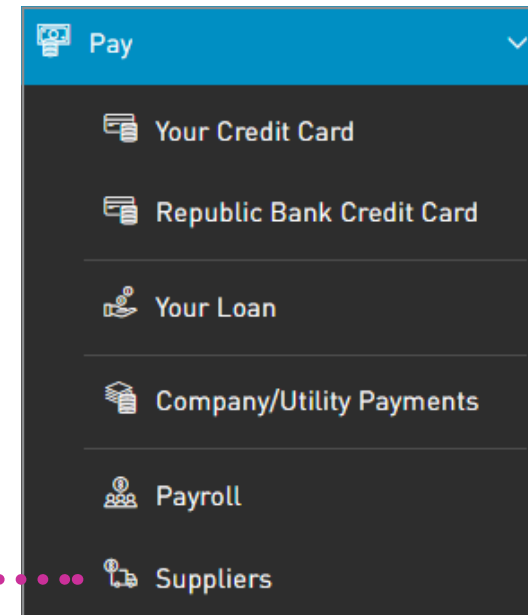 Pay
Your Credit Card
Republic Bank Credit Card
Your Loan
Company/Utility Payments
Payroll
Suppliers